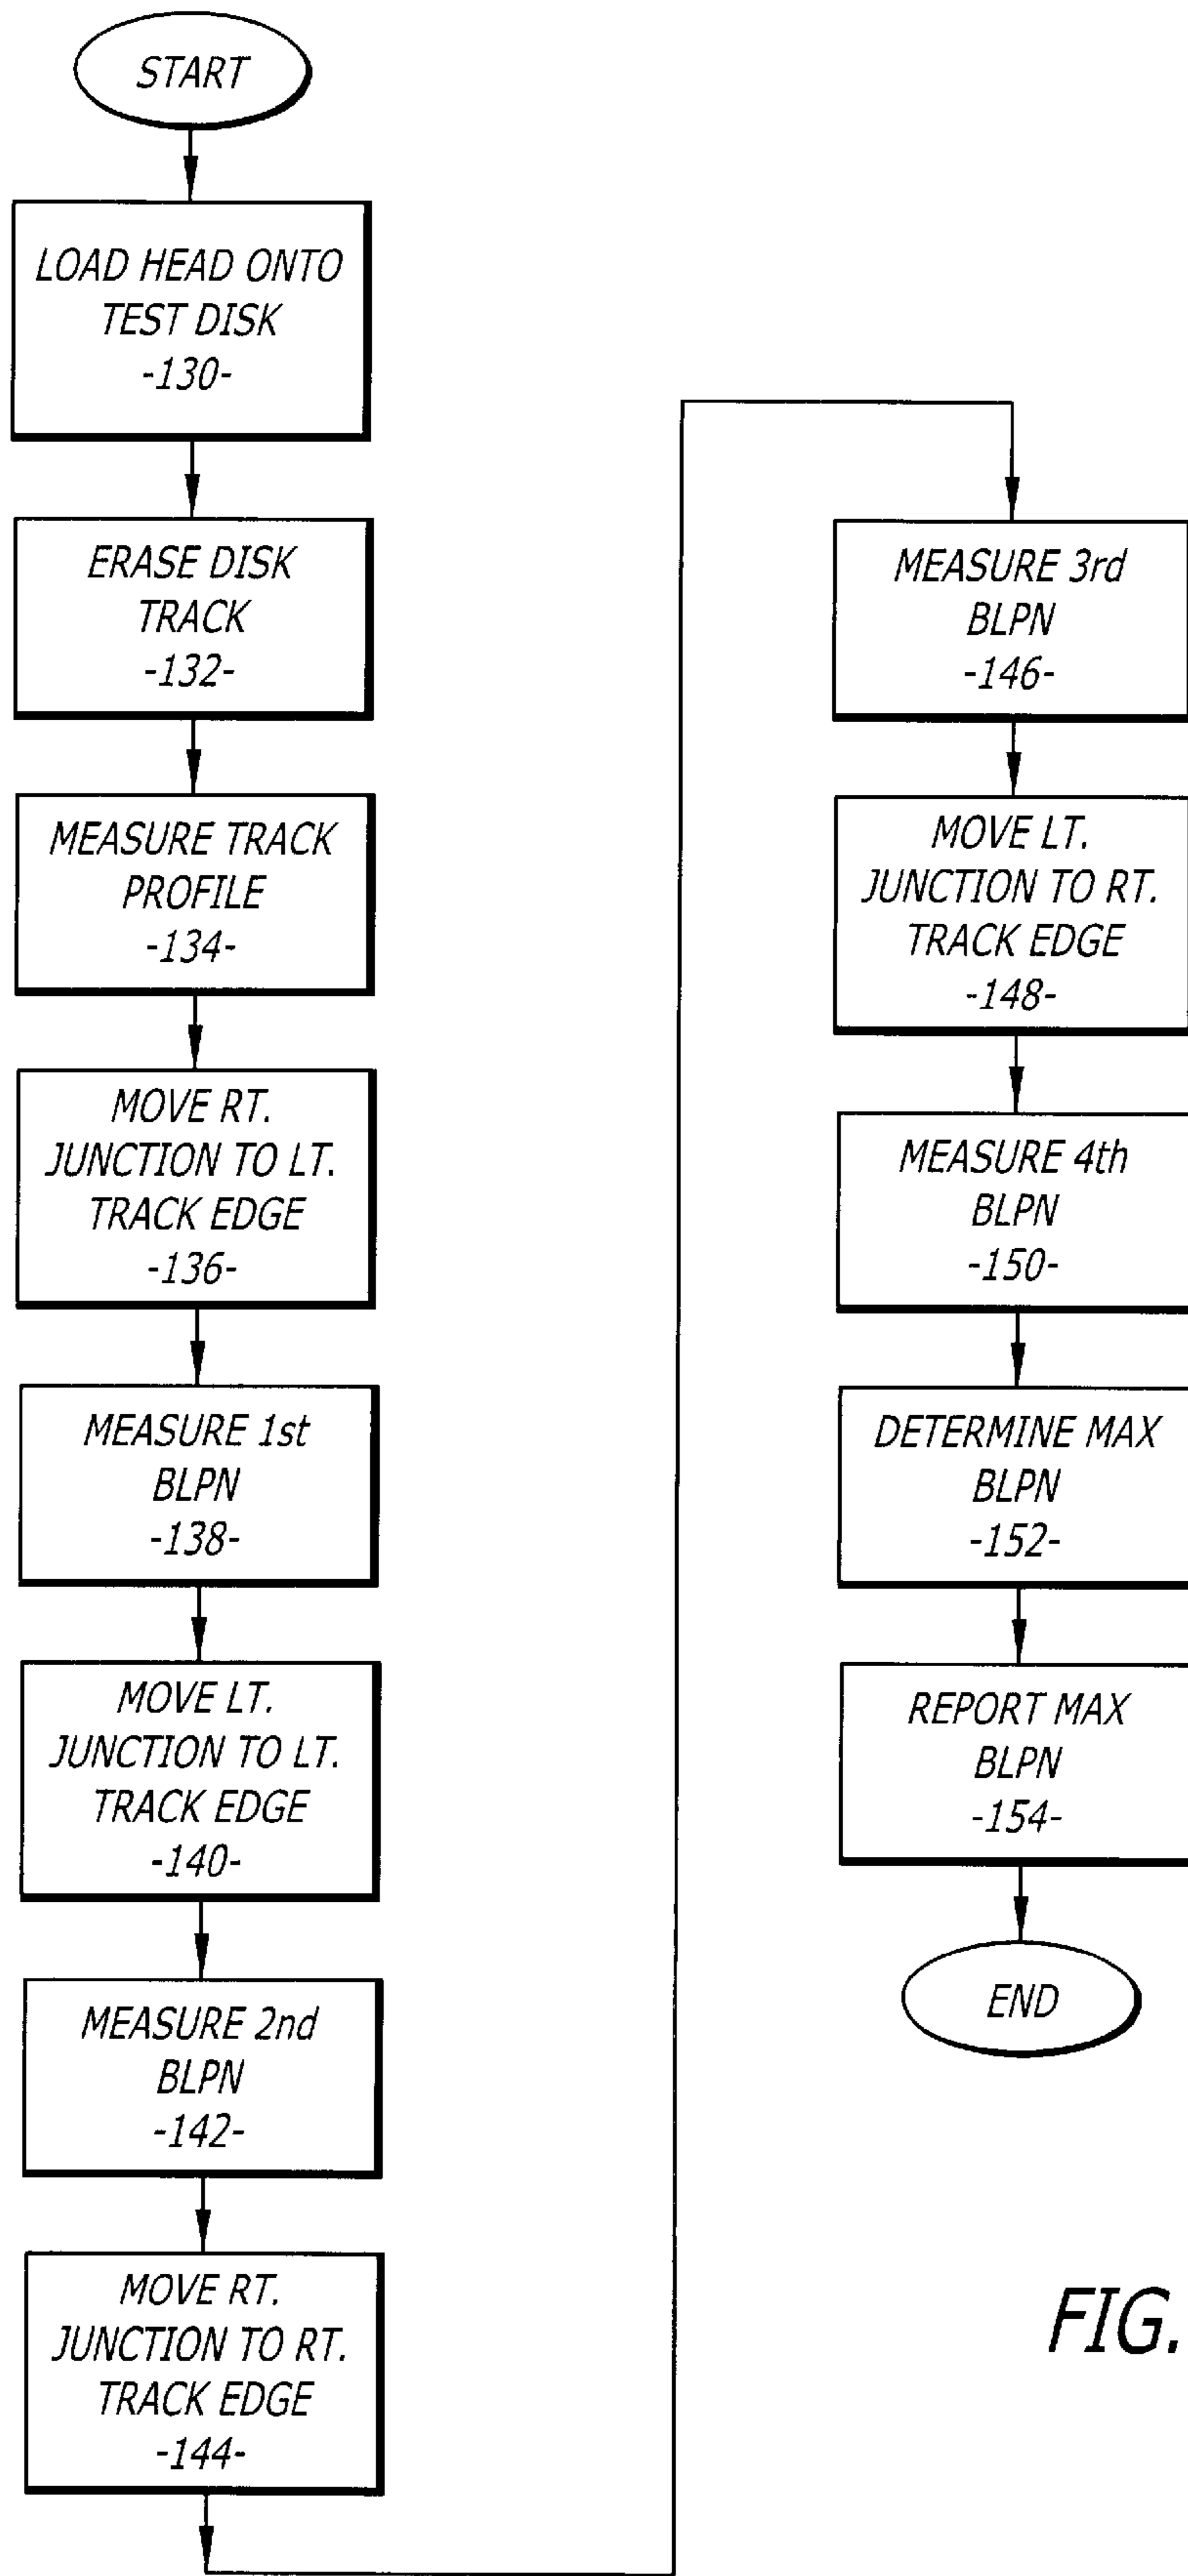 START
LOAD HEAD ONTO
TEST DISK
-130-
ERASE DISK
TRACK
-132-
MEASURE TRACK
PROFILE
-134-
MOVE RT.
JUNCTION TO LT.
TRACK EDGE
-136-
MEASURE 1st
BLPN
-138-
MOVE LT.
JUNCTION TO LT.
TRACK EDGE
-140-
MEASURE 2nd
BLPN
-142-
MOVE RT.
JUNCTION TO RT.
TRACK EDGE
-144-
MEASURE 3rd
BLPN
-146-
MOVE LT.
JUNCTION TO RT.
TRACK EDGE
-148-
MEASURE 4th
BLPN
-150-
DETERMINE MAX
BLPN
-152-
REPORT MAX
BLPN
-154-
END
FIG.